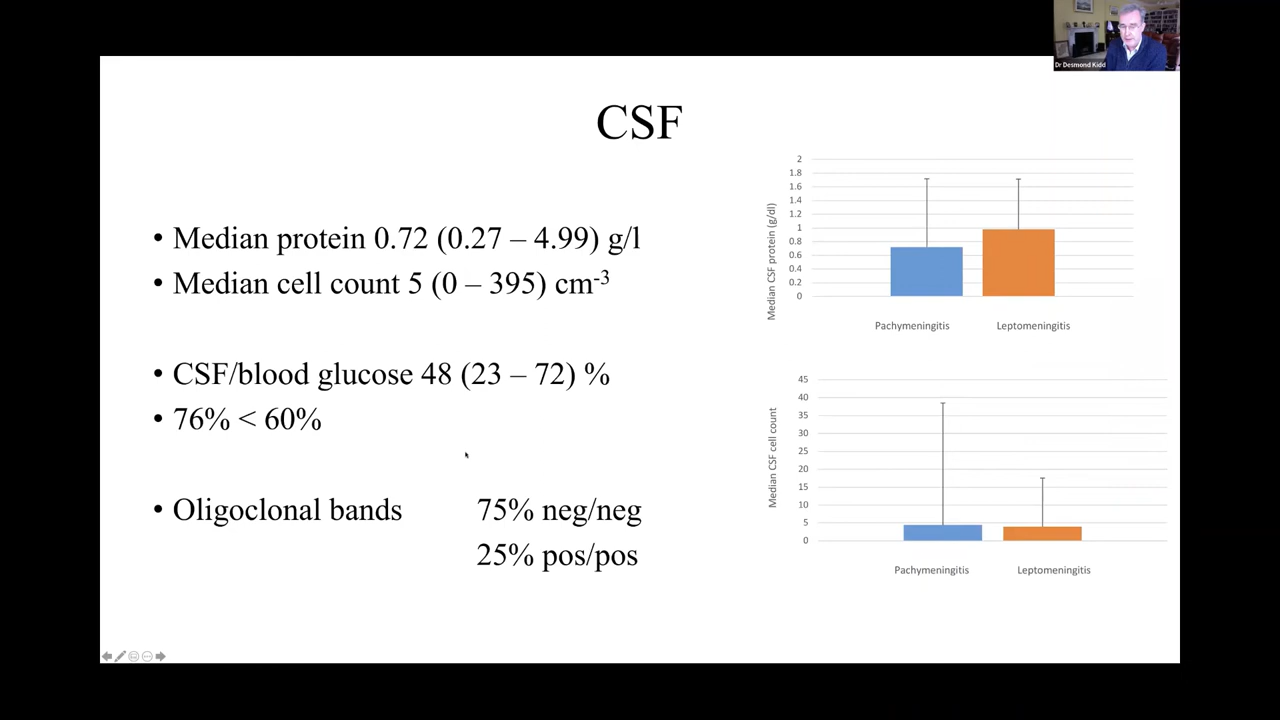 Dr Desmond Kidd
CSF
• Median protein 0.72 (0.27 – 4.99) g/l
• Median cell count 5 (0 – 395) cm-3
• CSF/blood glucose 48 (23 – 72) %
• 76% < 60%
• Oligoclonal bands 75% neg/neg
25% pos/pos
Median CSF protein (g/dl)
2
1.8
1.6
1.4
1.2
1
0.8
0.6
0.4
0.2
0
Pachymeningitis Leptomeningitis
Median CSF cell count
45
40
35
30
25
20
15
10
5
0
Pachymeningitis Leptomeningitis